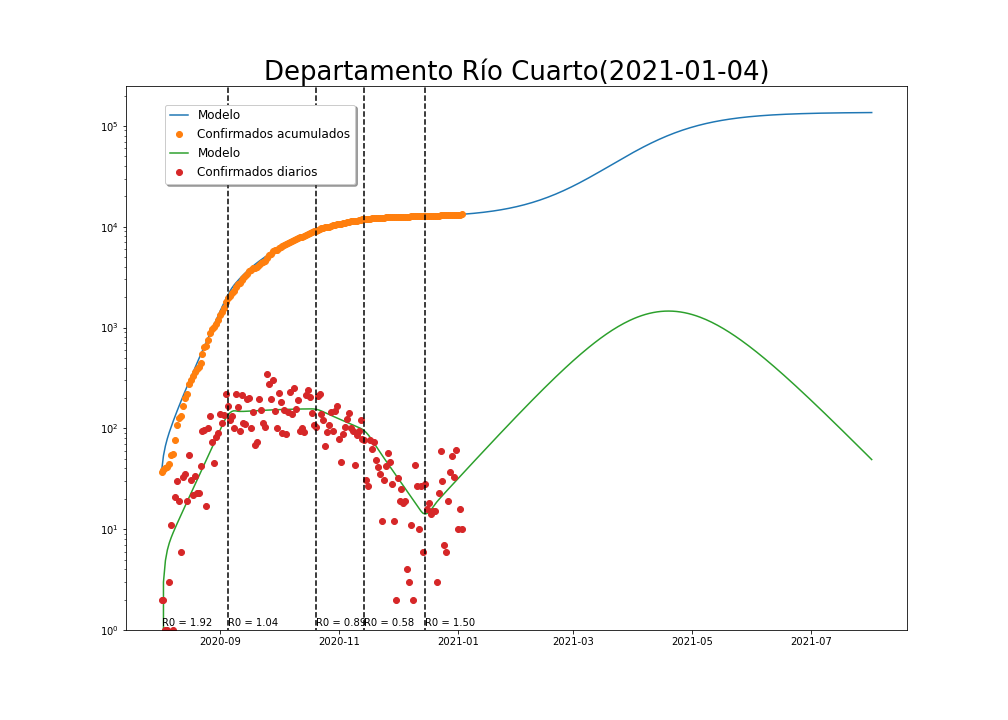 Departamento Río Cuarto(2021-01-04)
Modelo
Confirmados acumulados
Modelo
Confirmados diarios
10^5
10^4
10^3
10^2
10^1
10^0
R0 = 1.92 R0 = 1.04 R0 = 0.89 R0 = 0.58 R0 = 1.50
2020-09 2020-11 2021-01 2021-03 2021-05 2021-07